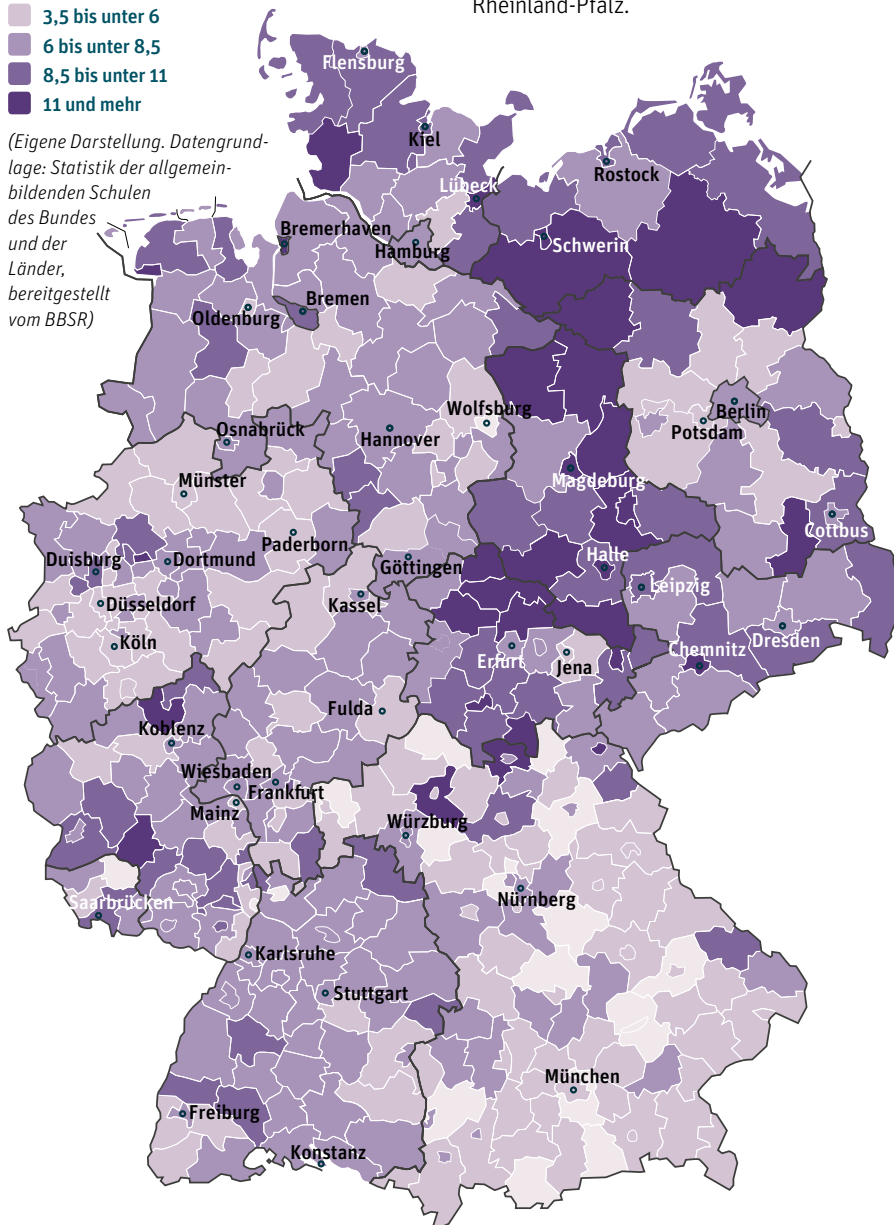 Rheinland-Pfalz.
3,5 bis unter 6
6 bis unter 8,5
8,5 bis unter 11
11 und mehr
(Eigene Darstellung. Datengrund-
lage: Statistik der allgemein-
bildenden Schulen
des Bundes
und der
Länder,
bereitgestellt
vom BBSR)
Flensburg
Kiel
Rostock
Lübeck
Bremerhaven
Hamburg
Schwerin
Bremen
Oldenburg
Wolfsburg
Berlin
Potsdam
Osnabrück
Hannover
Magdeburg
Münster
Cottbus
Paderborn
Duisburg
Dortmund
Göttingen
Halle
Leipzig
Düsseldorf
Kassel
Köln
Erfurt
Jena
Chemnitz
Dresden
Fulda
Koblenz
Wiesbaden
Frankfurt
Mainz
Würzburg
Nürnberg
Saarbrücken
Karlsruhe
Stuttgart
München
Freiburg
Konstanz